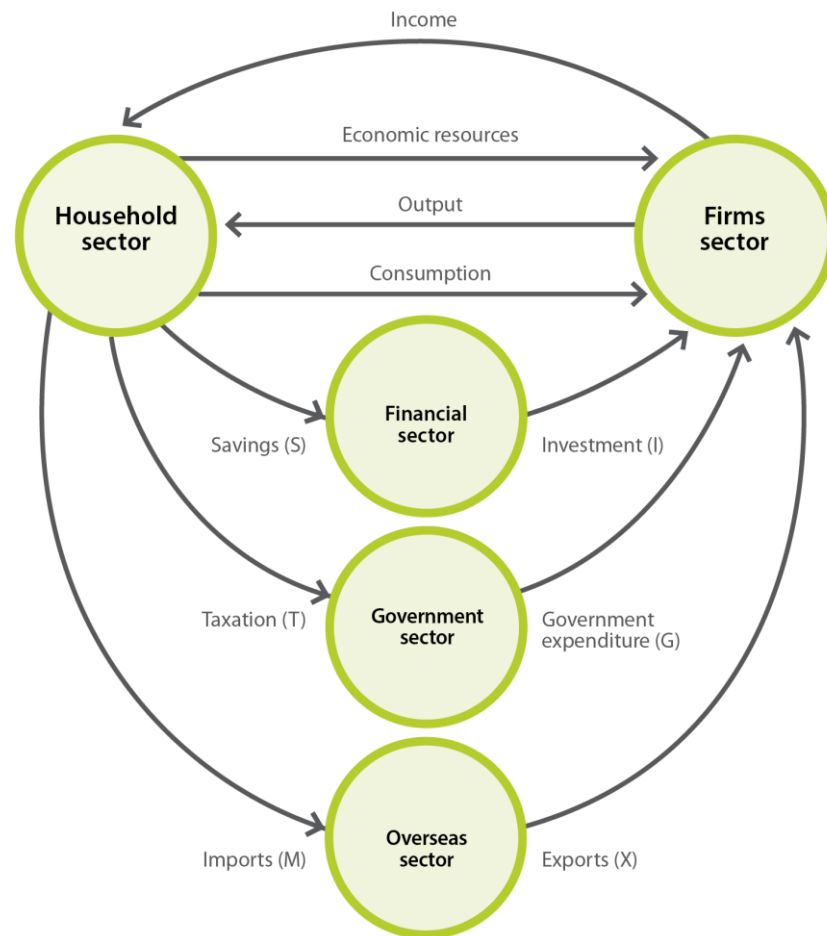 Income
Economic resources
Household
sector
Output
Firms
sector
Consumption
Financial
sector
Savings (S)
Investment (I)
Taxation (T)
Government
sector
Government
expenditure (G)
Imports (M)
Overseas
sector
Exports (X)